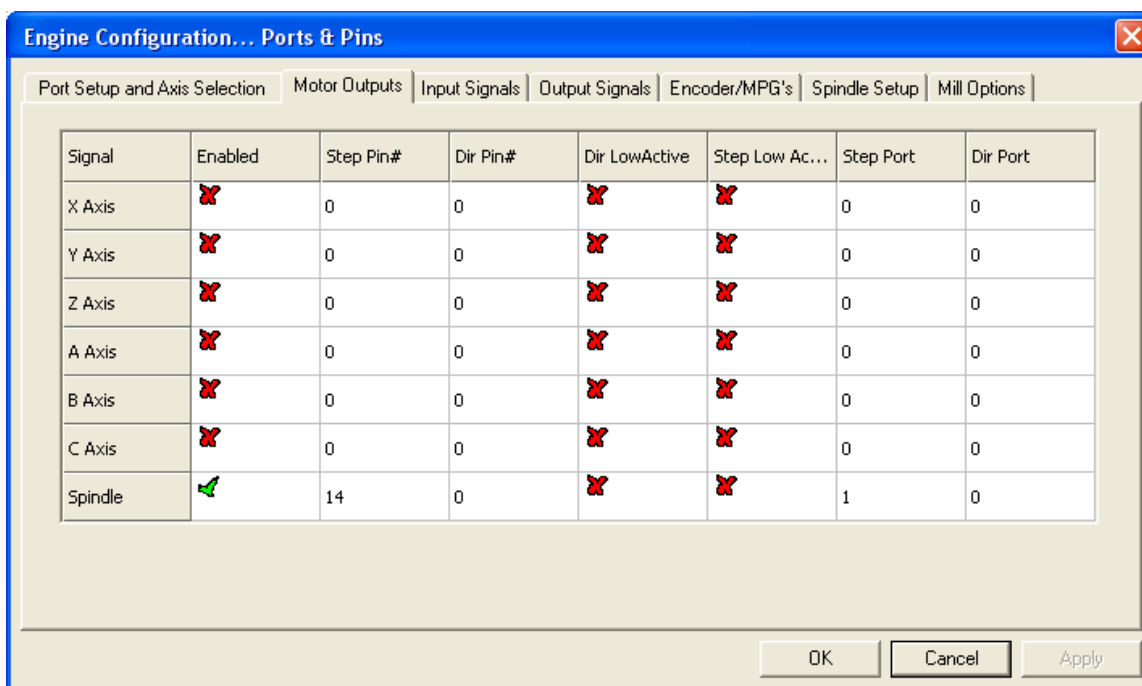 Engine Configuration... Ports & Pins
Port Setup and Axis Selection Motor Outputs Input Signals Output Signals Encoder/MPG's Spindle Setup Mill Options
Signal Enabled Step Pin# Dir Pin# Dir LowActive Step Low Ac... Step Port Dir Port
X Axis 0 0 0 0
Y Axis 0 0 0 0
Z Axis 0 0 0 0
A Axis 0 0 0 0
B Axis 0 0 0 0
C Axis 0 0 0 0
Spindle 14 0 1 0
OK Cancel Apply